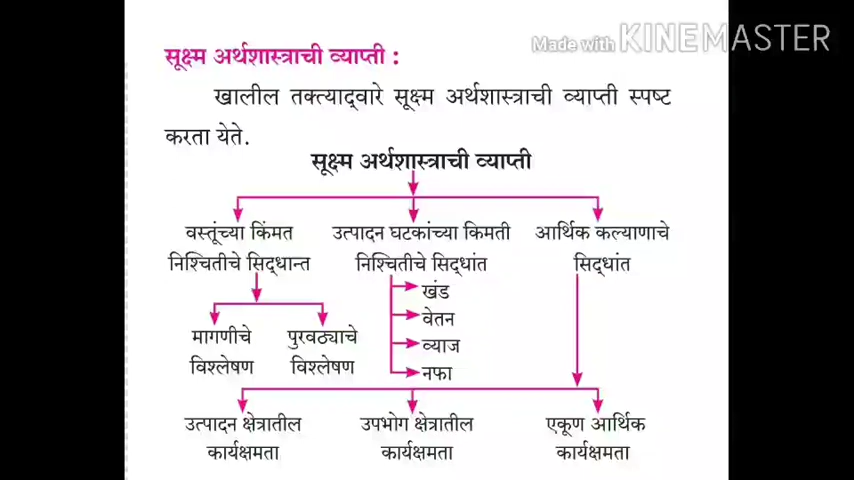 Made with KINEMASTER
सूक्ष्म अर्थशास्त्राची व्याप्ती :
खालील तक्त्याद्वारे सूक्ष्म अर्थशास्त्राची व्याप्ती स्पष्ट
करता येते.
सूक्ष्म अर्थशास्त्राची व्याप्ती
वस्तूंच्या किंमत
निश्चितीचे सिद्धान्त
उत्पादन घटकांच्या किमती
निश्चितीचे सिद्धांत
आर्थिक कल्याणाचे
सिद्धांत
खंड
वेतन
व्याज
नफा
मागणीचे
विश्लेषण
पुरवठ्याचे
विश्लेषण
उत्पादन क्षेत्रातील
कार्यक्षमता
उपभोग क्षेत्रातील
कार्यक्षमता
एकूण आर्थिक
कार्यक्षमता